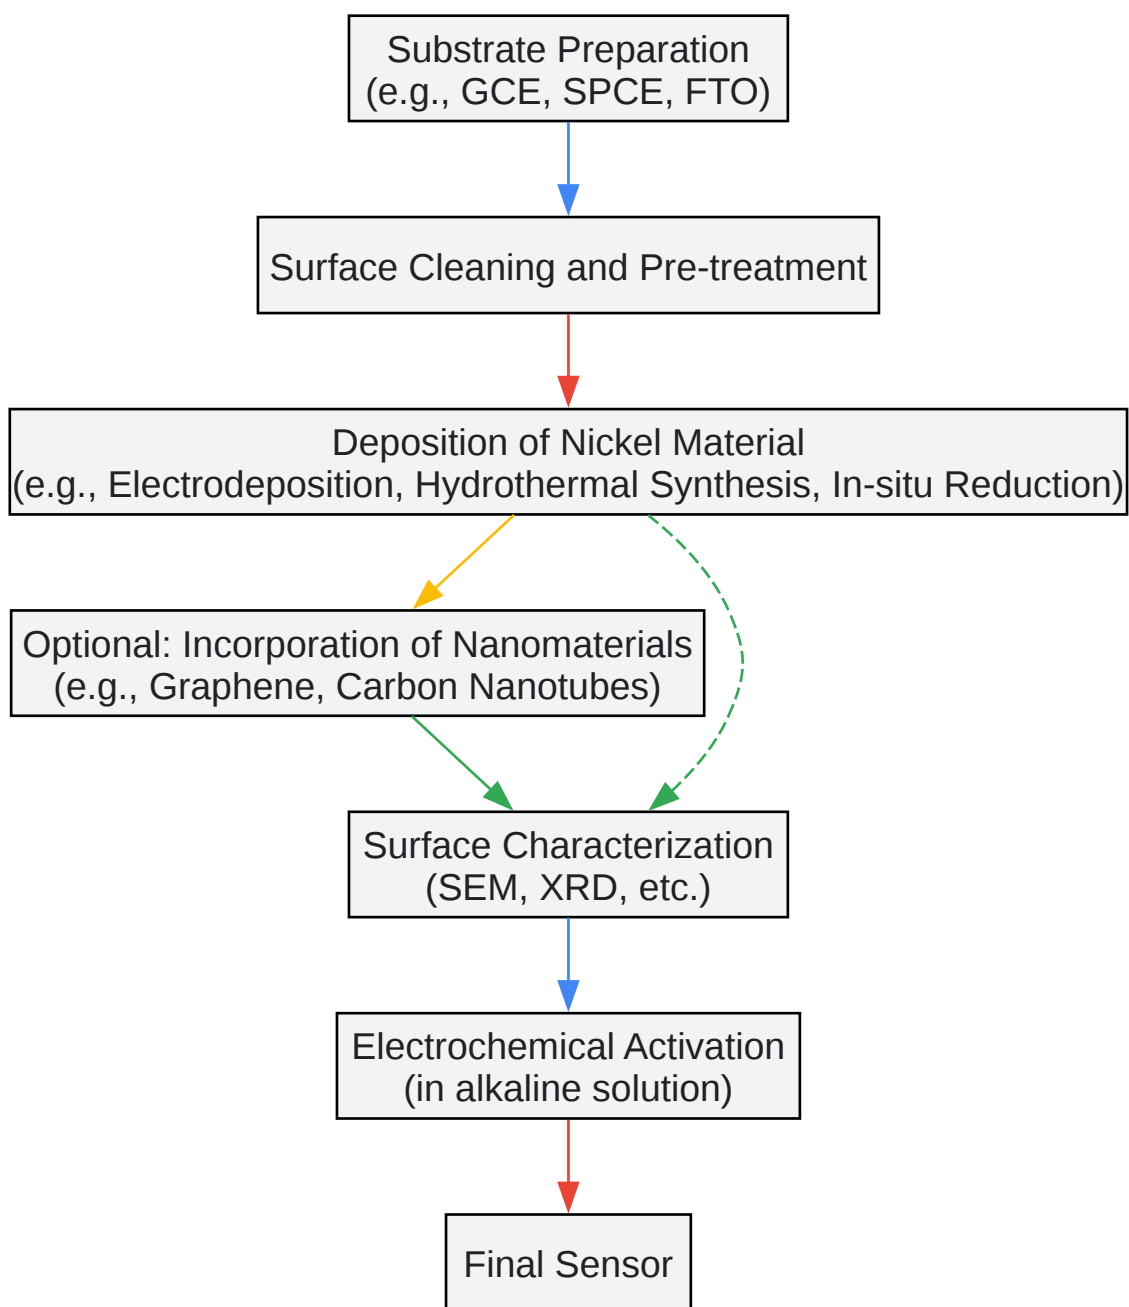 Substrate Preparation
(e.g., GCE, SPCE, FTO)
Surface Cleaning and Pre-treatment
Deposition of Nickel Material
(e.g., Electrodeposition, Hydrothermal Synthesis, In-situ Reduction)
Optional: Incorporation of Nanomaterials
(e.g., Graphene, Carbon Nanotubes)
Surface Characterization
(SEM, XRD, etc.)
Electrochemical Activation
(in alkaline solution)
Final Sensor